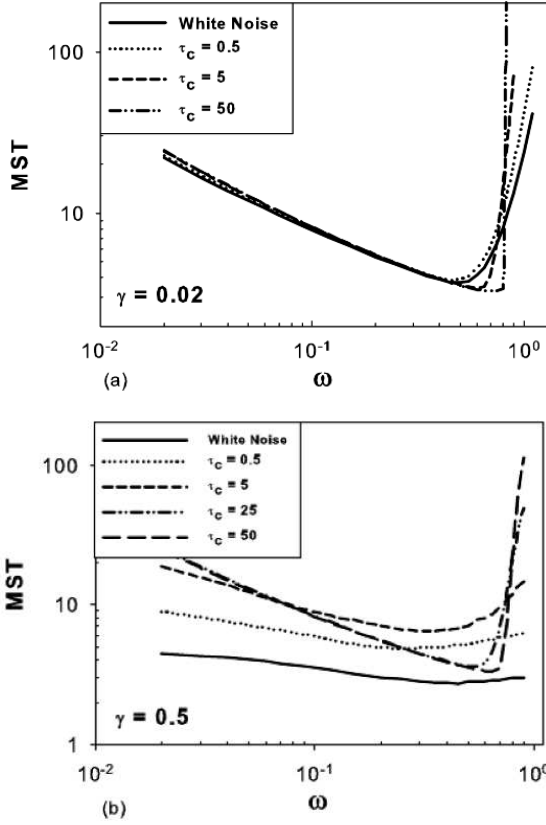 100
10
MST
White Noise
τc = 0.5
τc = 5
τc = 50
γ = 0.02
10-2
10-1
100
(a)
ω
100
10
1
MST
White Noise
τc = 0.5
τc = 5
τc = 25
τc = 50
γ = 0.5
10-2
10-1
100
(b)
ω